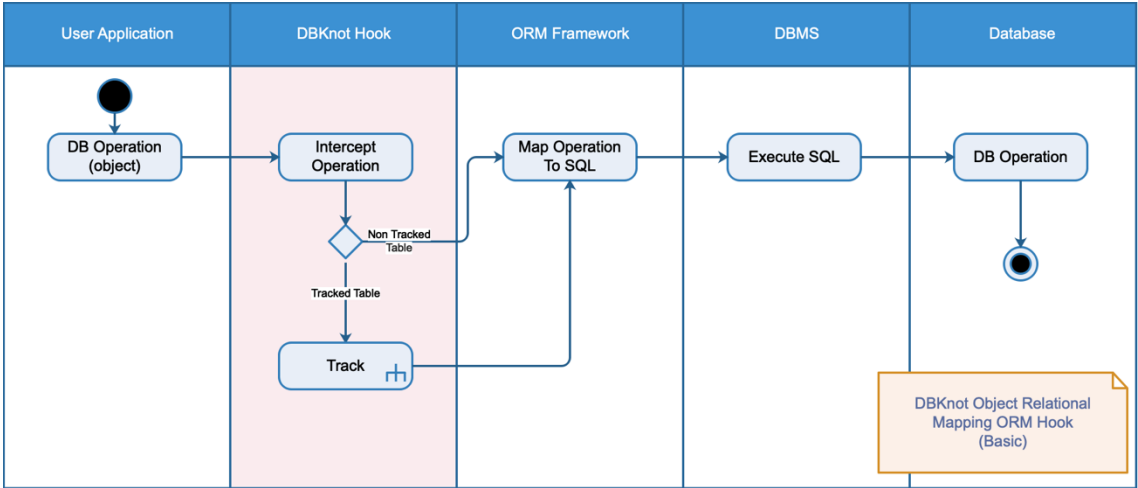 User Application
DBKnot Hook
ORM Framework
DBMS
Database
DB Operation
(object)
Intercept
Operation
Map Operation
To SQL
Execute SQL
DB Operation
Non Tracked
Table
Tracked Table
Track
DBKnot Object Relational
Mapping ORM Hook
(Basic)